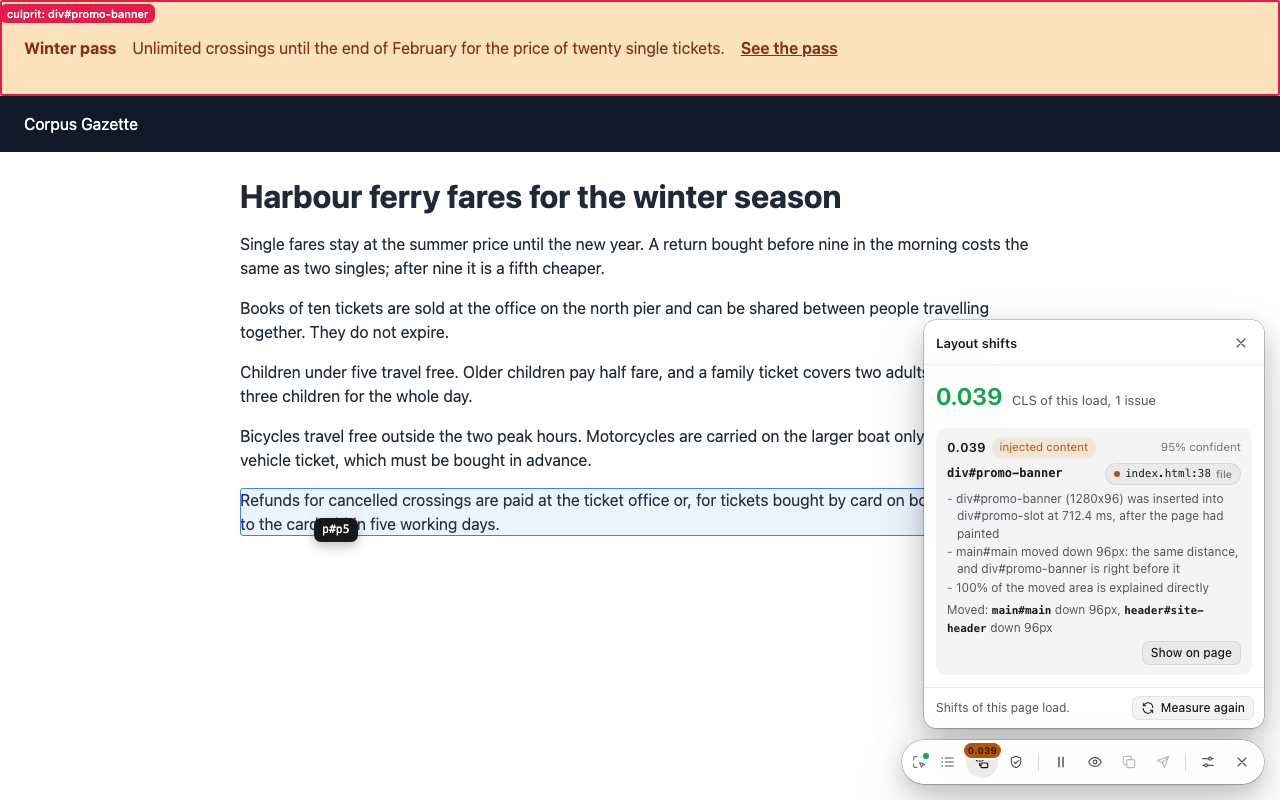 culprit: div#promo-banner
Winter pass Unlimited crossings until the end of February for the price of twenty single tickets. See the pass
Corpus Gazette
Harbour ferry fares for the winter season
Single fares stay at the summer price until the new year. A return bought before nine in the morning costs the
same as two singles; after nine it is a fifth cheaper.
Books of ten tickets are sold at the office on the north pier and can be shared between people travelling
together. They do not expire.
Children under five travel free. Older children pay half fare, and a family ticket covers two adults
three children for the whole day.
Bicycles travel free outside the two peak hours. Motorcycles are carried on the larger boat only
vehicle ticket, which must be bought in advance.
Refunds for cancelled crossings are paid at the ticket office or, for tickets bought by card on
to the card five working days.
p#p5
Layout shifts
0.039 CLS of this load, 1 issue
0.039 injected content 95% confident
div#promo-banner index.html:38 file
- div#promo-banner (1280x96) was inserted into
div#promo-slot at 712.4 ms, after the page had
painted
- main#main moved down 96px: the same distance,
and div#promo-banner is right before it
- 100% of the moved area is explained directly
Moved: main#main down 96px, header#site-
header down 96px
Show on page
Shifts of this page load. Measure again
0.039